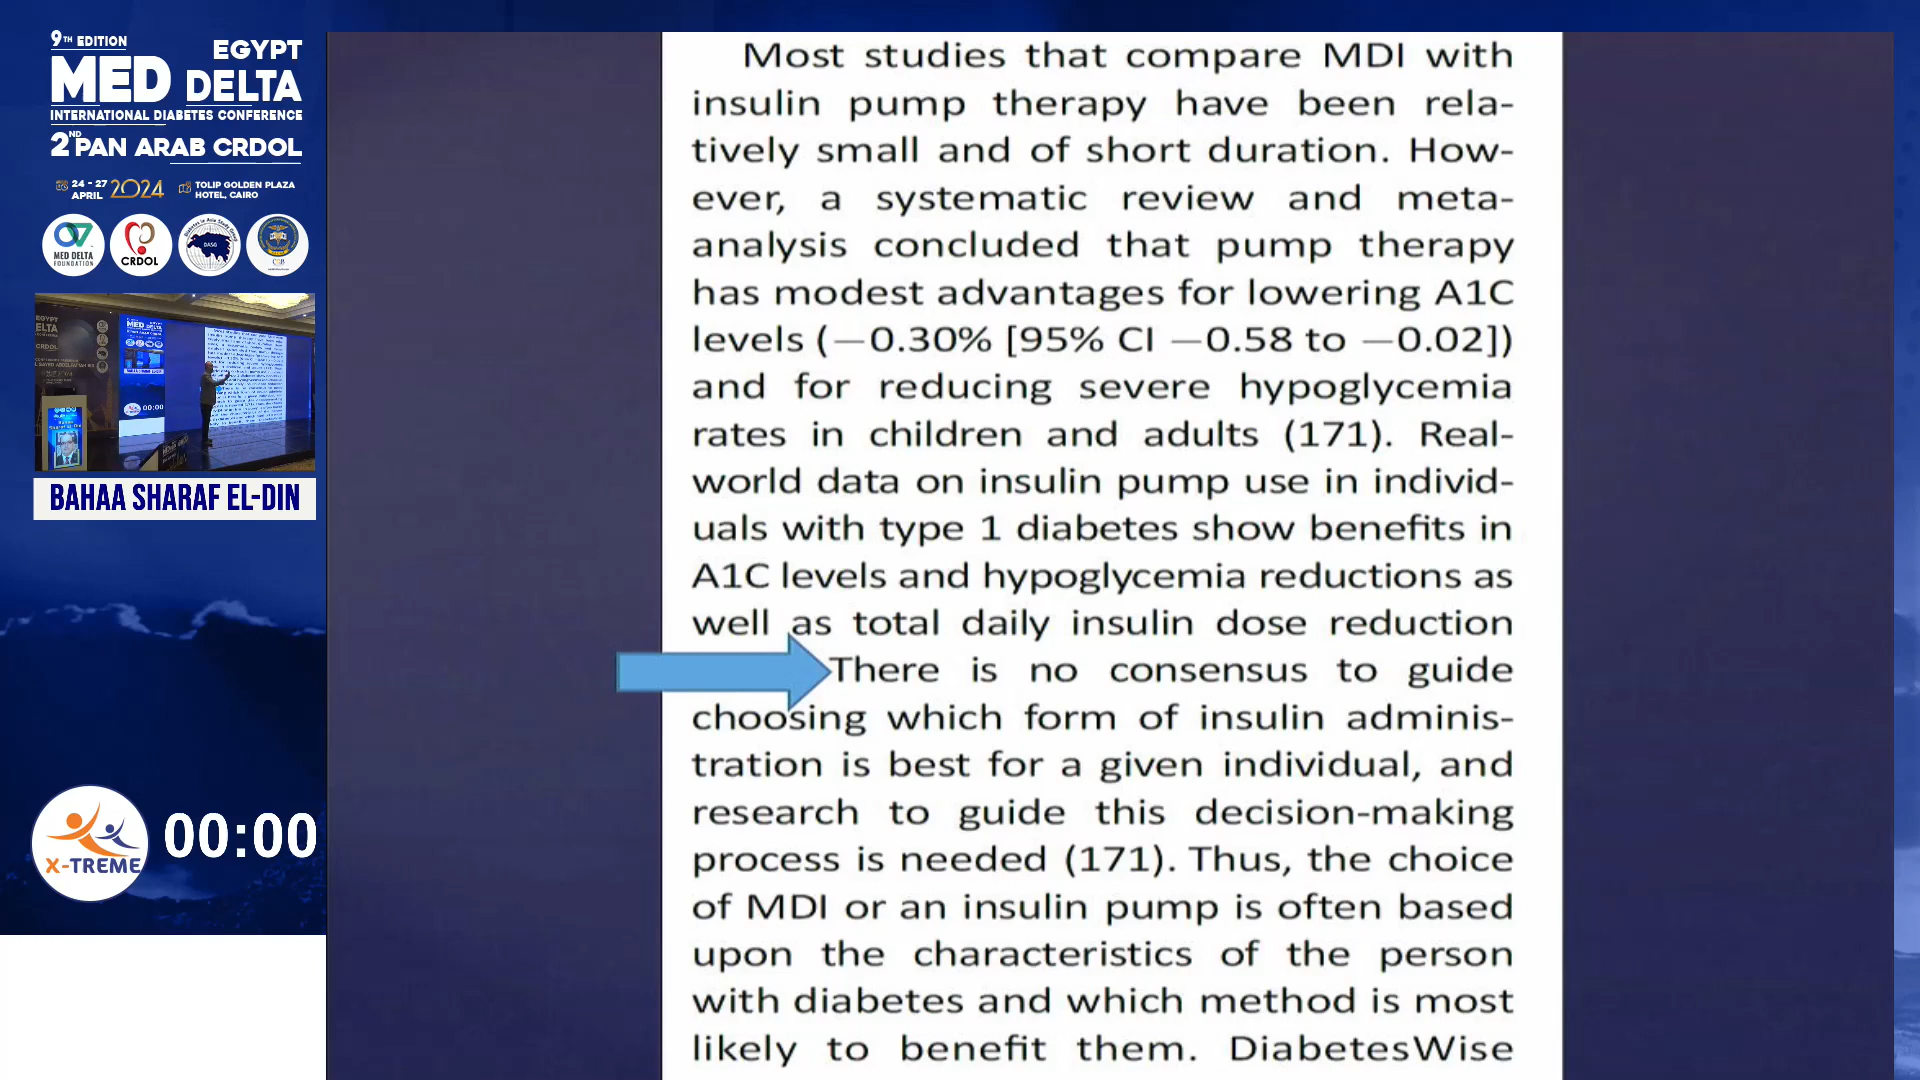 9TH EDITION
MED
EGYPT
DELTA
INTERNATIONAL DIABETES CONFERENCE
2ND PAN ARAB CRDOL
24 - 27
APRIL
2024
TOLIP GOLDEN PLAZA
HOTEL, CAIRO
MED DELTA
FOUNDATION
CRDOL
DASG
BAHAA SHARAF EL-DIN
X-TREME
00:00
Most studies that compare MDI with
insulin pump therapy have been rela-
tively small and of short duration. How-
ever, a systematic review and meta-
analysis concluded that pump therapy
has modest advantages for lowering A1C
levels (−0.30% [95% CI −0.58 to −0.02])
and for reducing severe hypoglycemia
rates in children and adults (171). Real-
world data on insulin pump use in individ-
uals with type 1 diabetes show benefits in
A1C levels and hypoglycemia reductions as
well as total daily insulin dose reduction
There is no consensus to guide
choosing which form of insulin adminis-
tration is best for a given individual, and
research to guide this decision-making
process is needed (171). Thus, the choice
of MDI or an insulin pump is often based
upon the characteristics of the person
with diabetes and which method is most
likely to benefit them. DiabetesWise